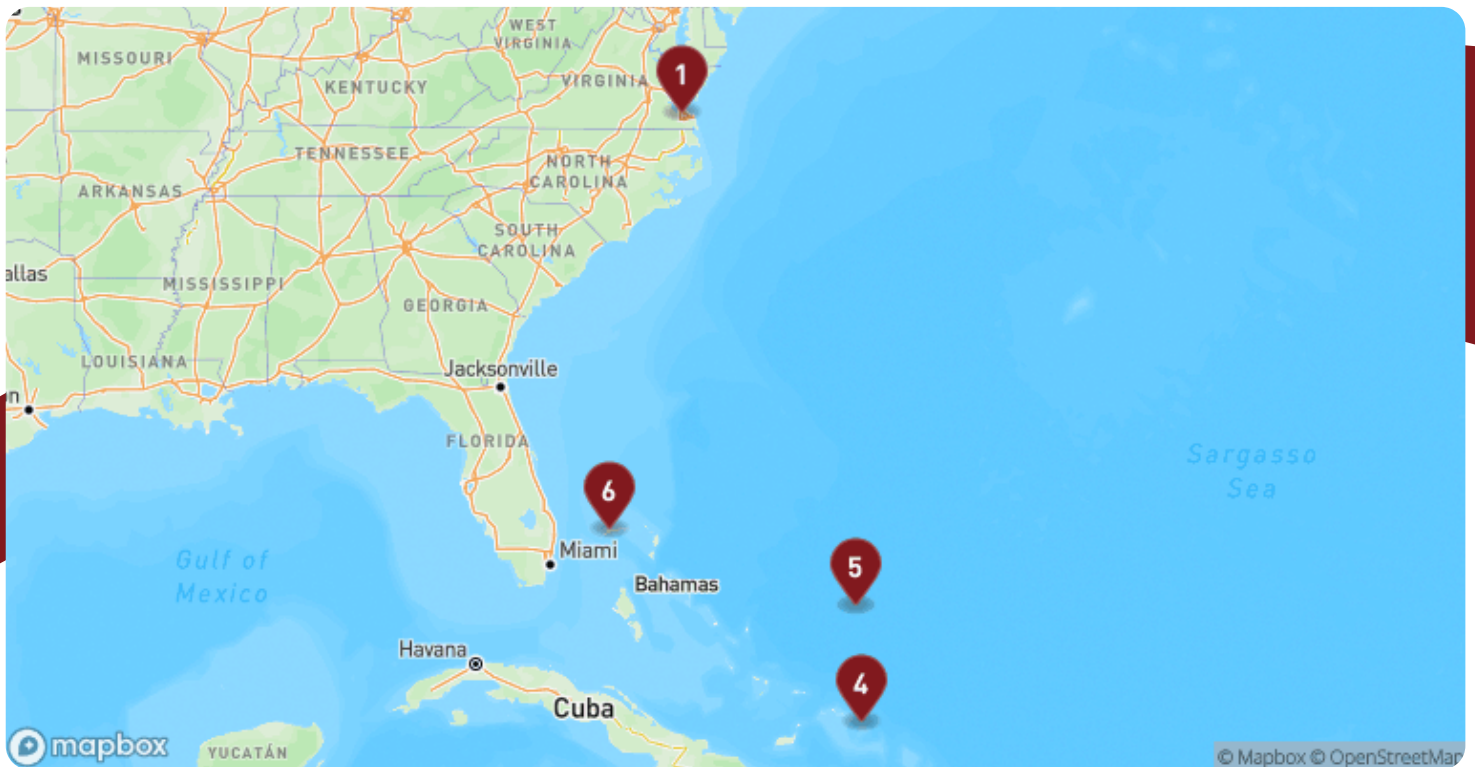 WEST
VIRGINIA
MISSOURI
1
VIRGINIA
KENTUCKY
TENNESSEE
NORTH
CAROLINA
ARKANSAS
SOUTH
CAROLINA
allas
MISSISSIPPI
GEORGIA
LOUISIANA
Jacksonville
n
FLORIDA
Sargasso
Sea
6
Miami
Gulf of
Mexico
5
Bahamas
Havana
4
Cuba
mapbox
YUCATÁN
© Mapbox © OpenStreetMap